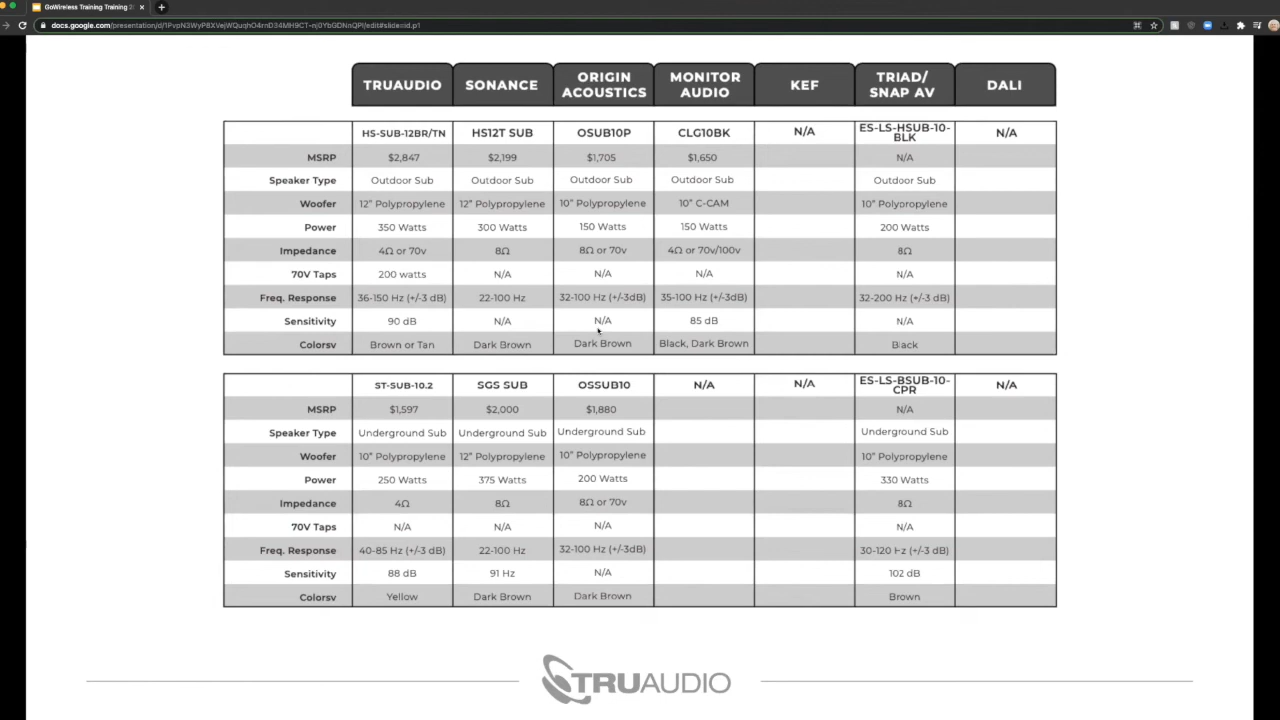 GoWireless Training Training 2
docs.google.com/presentation/d/
TRUAUDIO SONANCE ORIGIN ACOUSTICS MONITOR AUDIO KEF TRIAD/ SNAP AV DALI
HS-SUB-12BR/TN HS12T SUB OSUB10P CLG10BK N/A ES-LS-HSUB-10-BLK N/A
MSRP $2,847 $2,199 $1,705 $1,650 N/A
Speaker Type Outdoor Sub Outdoor Sub Outdoor Sub Outdoor Sub Outdoor Sub
Woofer 12” Polypropylene 12” Polypropylene 10” Polypropylene 10” C-CAM 10” Polypropylene
Power 350 Watts 300 Watts 150 Watts 150 Watts 200 Watts
Impedance 4Ω or 70v 8Ω 8Ω or 70v 4Ω or 70v/100v 8Ω
70V Taps 200 watts N/A N/A N/A N/A
Freq. Response 36-150 Hz (+/-3 dB) 22-100 Hz 32-100 Hz (+/-3dB) 35-100 Hz (+/-3dB) 32-200 Hz (+/-3 dB)
Sensitivity 90 dB N/A N/A 85 dB N/A
Colorsv Brown or Tan Dark Brown Dark Brown Black, Dark Brown Black
ST-SUB-10.2 SGS SUB OSSUB10 N/A N/A ES-LS-BSUB-10-CPR N/A
MSRP $1,597 $2,000 $1,880 N/A
Speaker Type Underground Sub Underground Sub Underground Sub Underground Sub
Woofer 10” Polypropylene 12” Polypropylene 10” Polypropylene 10” Polypropylene
Power 250 Watts 375 Watts 200 Watts 330 Watts
Impedance 4Ω 8Ω 8Ω or 70v 8Ω
70V Taps N/A N/A N/A N/A
Freq. Response 40-85 Hz (+/-3 dB) 22-100 Hz 32-100 Hz (+/-3dB) 30-120 Hz (+/-3 dB)
Sensitivity 88 dB 91 Hz N/A 102 dB
Colorsv Yellow Dark Brown Dark Brown Brown
TRUAUDIO